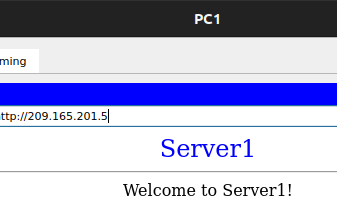 PC1
ming
ttp://209.165.201.5
Server1
Welcome to Server1!